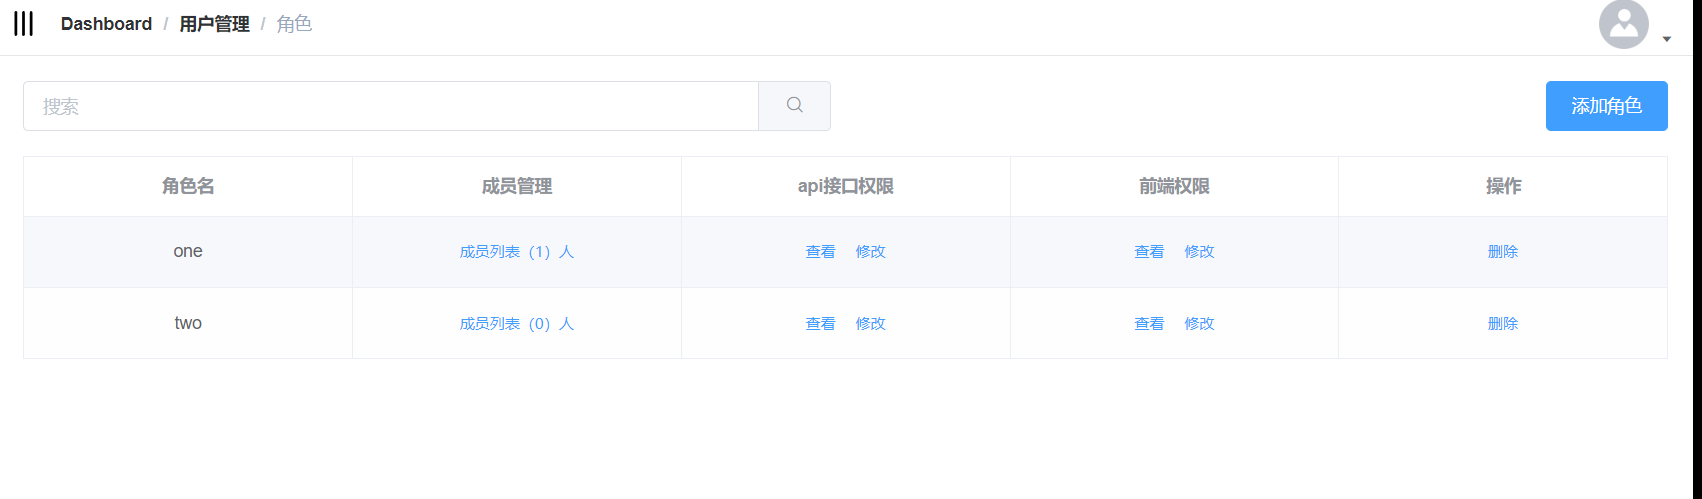 Dashboard / 用户管理 / 角色
搜索
添加角色
角色名 成员管理 api接口权限 前端权限 操作
one 成员列表（1）人 查看 修改 查看 修改 删除
two 成员列表（0）人 查看 修改 查看 修改 删除